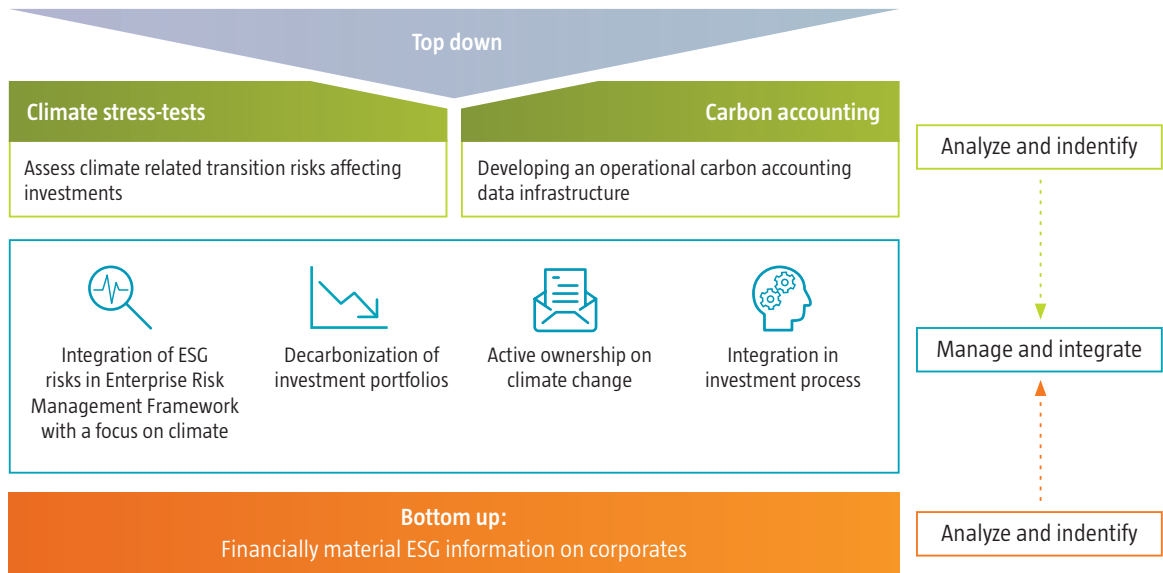 Top down
Climate stress-tests
Assess climate related transition risks affecting
investments
Carbon accounting
Developing an operational carbon accounting
data infrastructure
Analyze and indentify
Integration of ESG
risks in Enterprise Risk
Management Framework
with a focus on climate
Decarbonization of
investment portfolios
Active ownership on
climate change
Integration in
investment process
Manage and integrate
Bottom up:
Financially material ESG information on corporates
Analyze and indentify